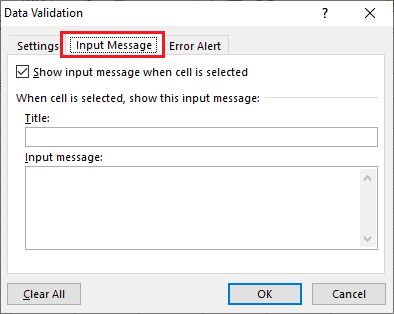 Data Validation ?
Settings Input Message Error Alert
Show input message when cell is selected
When cell is selected, show this input message:
Title:
Input message:
Clear All OK Cancel